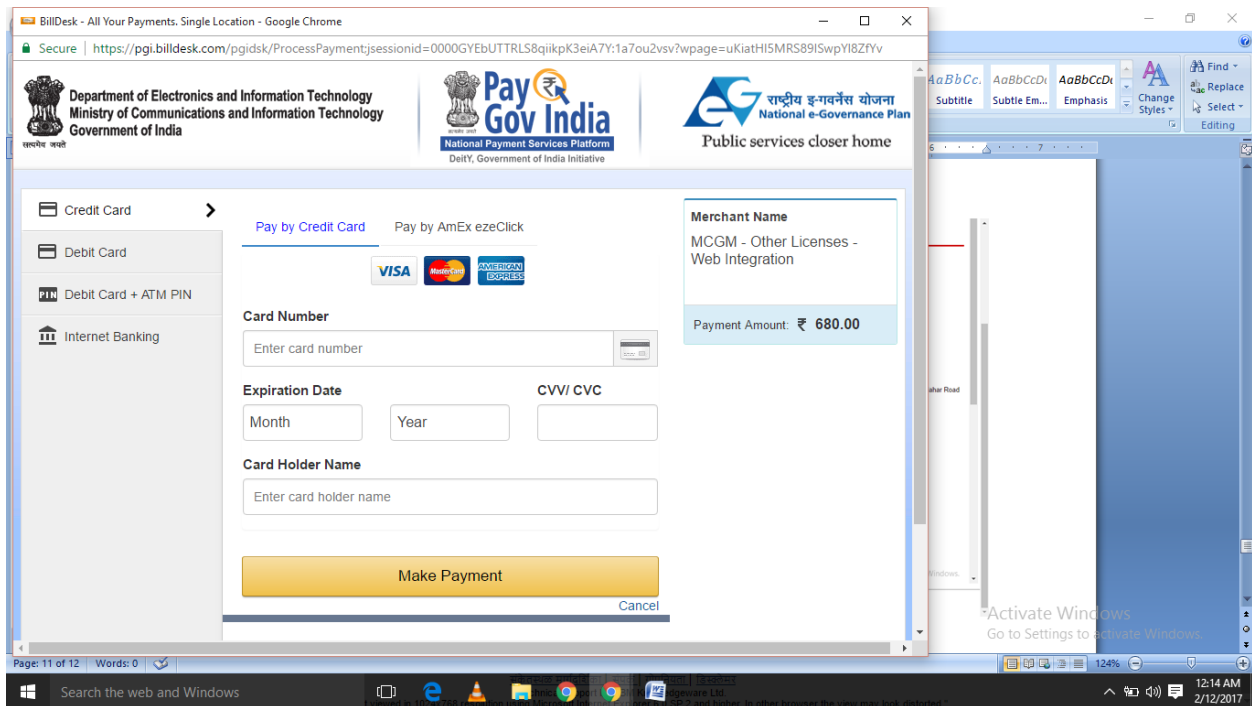 BillDesk - All Your Payments. Single Location - Google Chrome
Secure | https://pgi.billdesk.com/pgidsk/ProcessPayment;jsessionid=0000GYEbUTTRLS8qiikpK3eiA7Y:1a7ou2vsv?wpage=uKiatHI5MRS89ISwpYI8ZfYv
Department of Electronics and Information Technology
Ministry of Communications and Information Technology
Government of India
सत्यमेव जयते
Pay
Gov India
National Payment Services Platform
DeitY, Government of India Initiative
राष्ट्रीय इ-गवर्नेंस योजना
National e-Governance Plan
Public services closer home
Credit Card
Debit Card
PIN Debit Card + ATM PIN
Internet Banking
Pay by Credit Card Pay by AmEx ezeClick
VISA MasterCard AMERICAN EXPRESS
Card Number
Enter card number
Expiration Date CVV/ CVC
Month Year
Card Holder Name
Enter card holder name
Make Payment
Cancel
Merchant Name
MCGM - Other Licenses -
Web Integration
Payment Amount: ₹ 680.00
AaBbCc. AaBbCcDc AaBbCcDc
Subtitle Subtle Em... Emphasis
Change
Styles
Find
Replace
Select
Editing
6 7
ahar Road
Windows.
Activate Windows
Go to Settings to activate Windows.
Page: 11 of 12 Words: 0
124%
Search the web and Windows
12:14 AM
2/12/2017